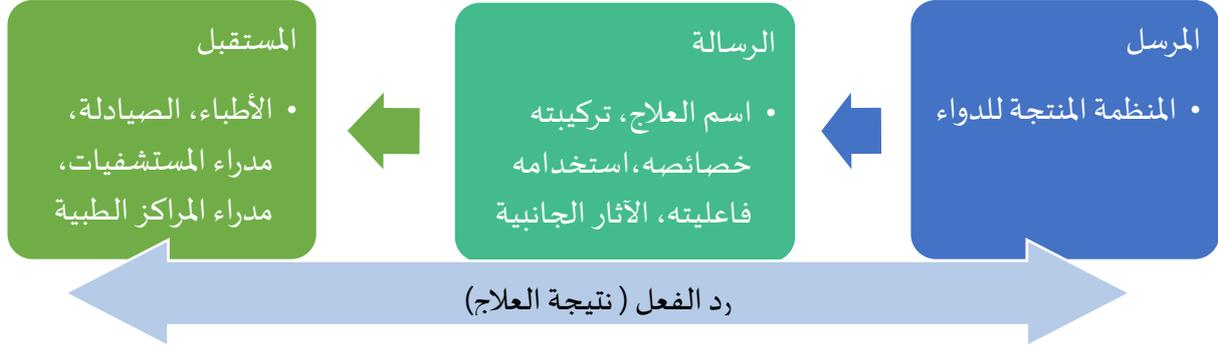 المرسل
• المنظمة المنتجة للدواء
الرسالة
• اسم العلاج، تركيبته
خصائصه،استخدامه
فاعليته، الآثار الجانبية
المستقبل
• الأطباء، الصيادلة،
مدراء المستشفيات،
مدراء المراكز الطبية
رد الفعل ( نتيجة العلاج)